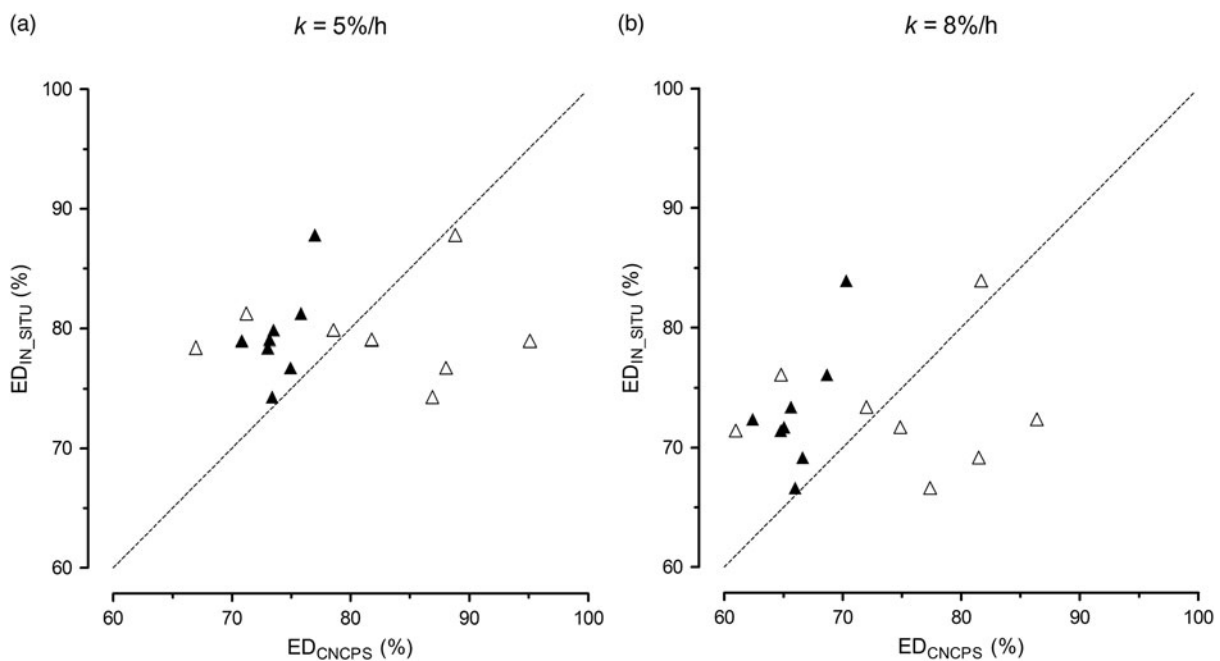 (a)
k = 5%/h
100
90
80
70
60
ED_IN_SITU (%)
60 70 80 90 100
ED_CNCPS (%)
(b)
k = 8%/h
100
90
80
70
60
ED_IN_SITU (%)
60 70 80 90 100
ED_CNCPS (%)